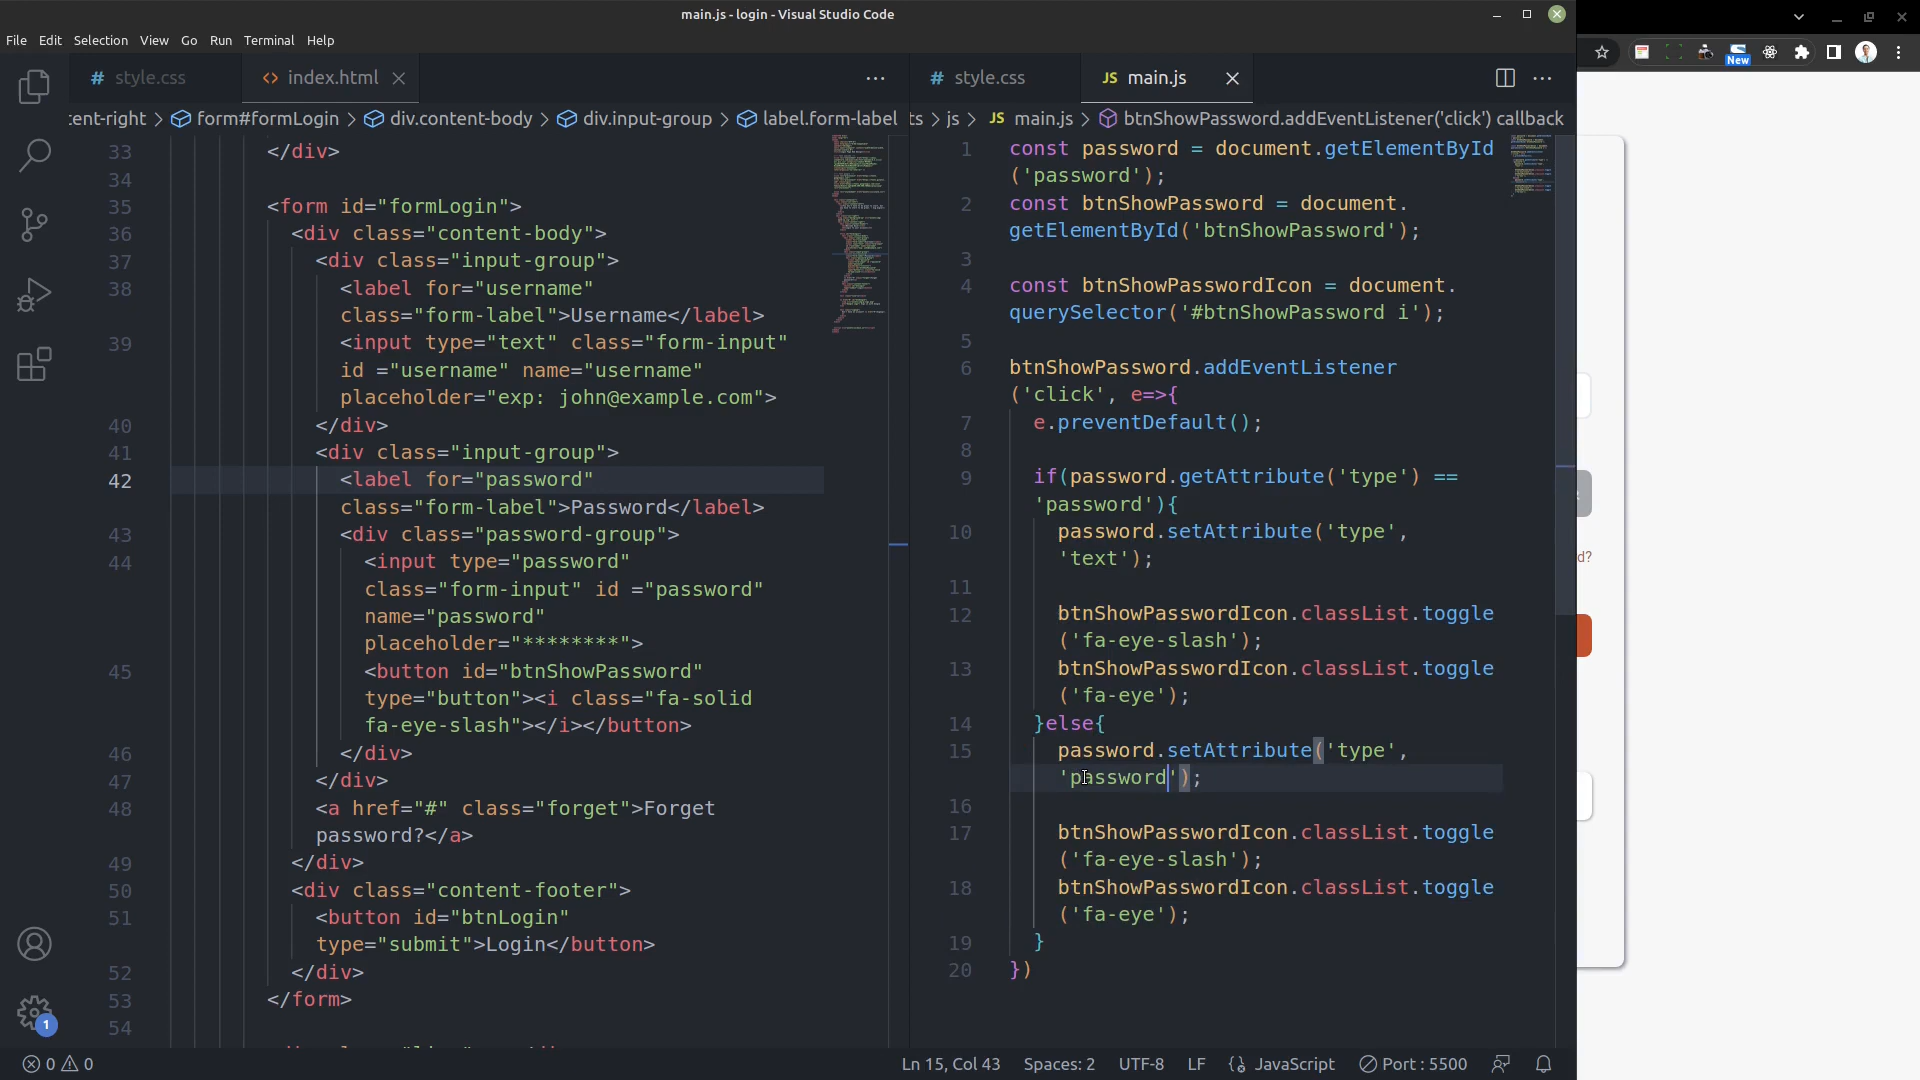 main.js - login - Visual Studio Code
File Edit Selection View Go Run Terminal Help
New
# style.css
<> index.html
# style.css
JS main.js
tent-right > form#formLogin > div.content-body > div.input-group > label.form-label
ts > js > JS main.js > btnShowPassword.addEventListener('click') callback
33 </div>
34
35 <form id="formLogin">
36 <div class="content-body">
37 <div class="input-group">
38 <label for="username"
class="form-label">Username</label>
39 <input type="text" class="form-input"
id ="username" name="username"
placeholder="exp: john@example.com">
40 </div>
41 <div class="input-group">
42 <label for="password"
class="form-label">Password</label>
43 <div class="password-group">
44 <input type="password"
class="form-input" id ="password"
name="password"
placeholder="********">
45 <button id="btnShowPassword"
type="button"><i class="fa-solid
fa-eye-slash"></i></button>
46 </div>
47 </div>
48 <a href="#" class="forget">Forget
password?</a>
49 </div>
50 <div class="content-footer">
51 <button id="btnLogin"
type="submit">Login</button>
52 </div>
53 </form>
54
1 const password = document.getElementById
('password');
2 const btnShowPassword = document.
getElementById('btnShowPassword');
3
4 const btnShowPasswordIcon = document.
querySelector('#btnShowPassword i');
5
6 btnShowPassword.addEventListener
('click', e=>{
7 e.preventDefault();
8
9 if(password.getAttribute('type') ==
'password'){
10 password.setAttribute('type',
'text');
11
12 btnShowPasswordIcon.classList.toggle
('fa-eye-slash');
13 btnShowPasswordIcon.classList.toggle
('fa-eye');
14 }else{
15 password.setAttribute('type',
'password');
16
17 btnShowPasswordIcon.classList.toggle
('fa-eye-slash');
18 btnShowPasswordIcon.classList.toggle
('fa-eye');
19 }
20 })
d?
1
0 0
Ln 15, Col 43 Spaces: 2 UTF-8 LF JavaScript Port : 5500